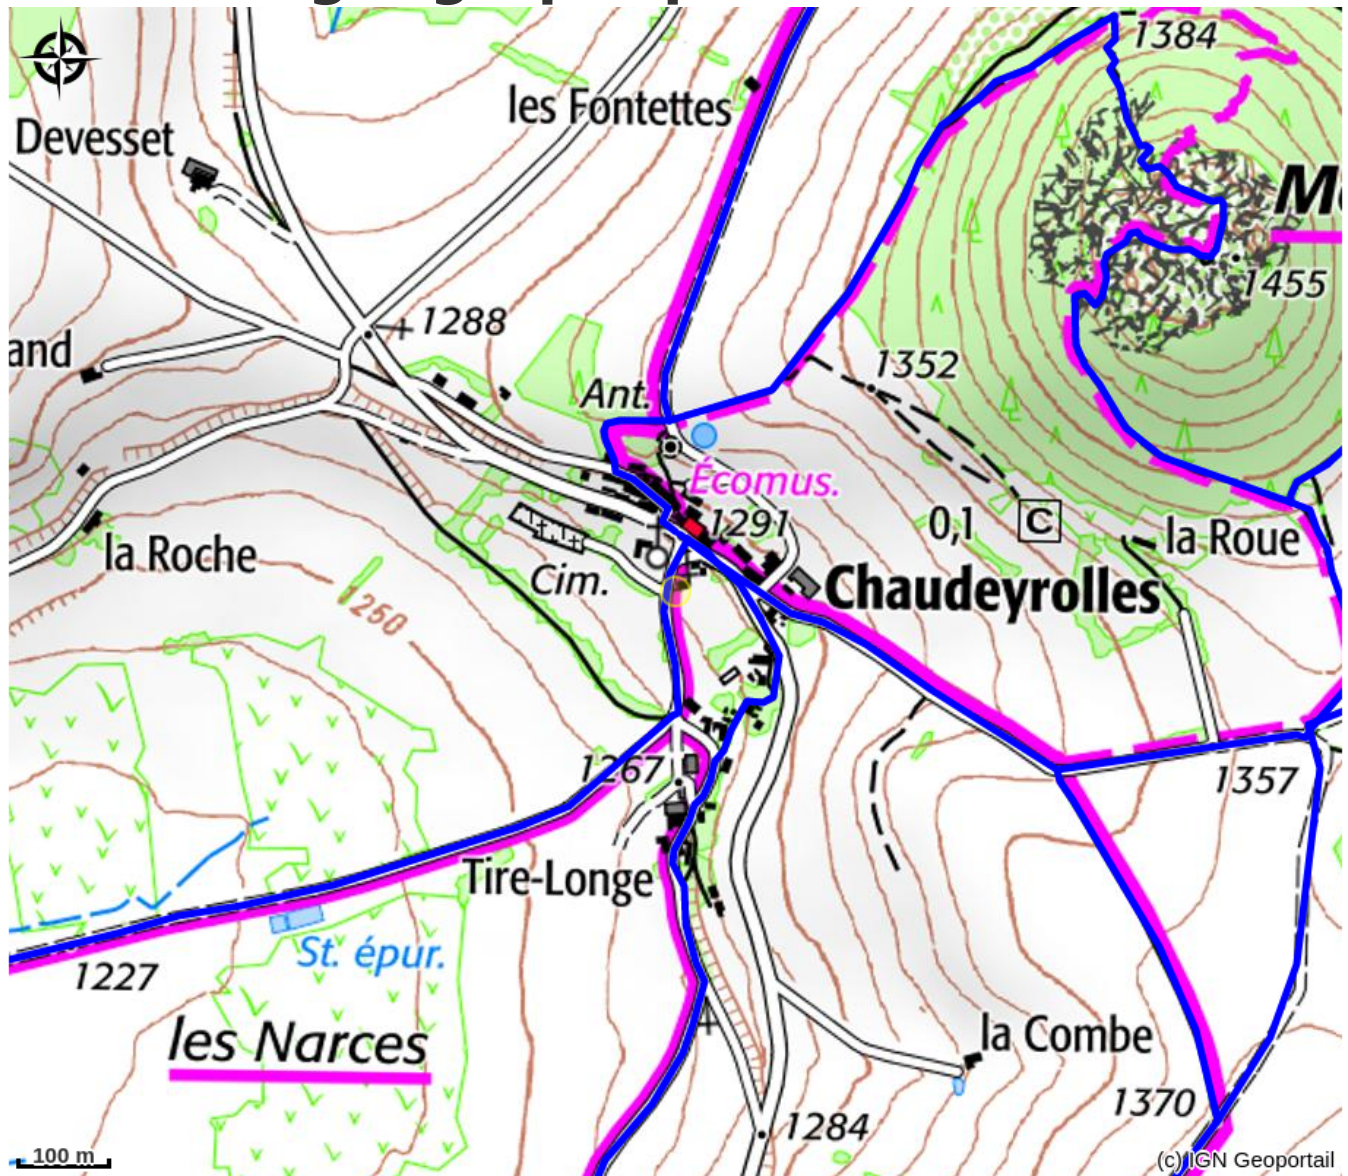 1384
les Fontettes
Devesset
M
1455
1288
and
1352
Ant.
Écomus.
1291
0,1 C
la Roue
la Roche
Cim.
Chaudeyrolles
1250
1267
1357
Tire-Longe
St. épur.
1227
les Narces
la Combe
1370
1284
100 m
(c) IGN Geoportail